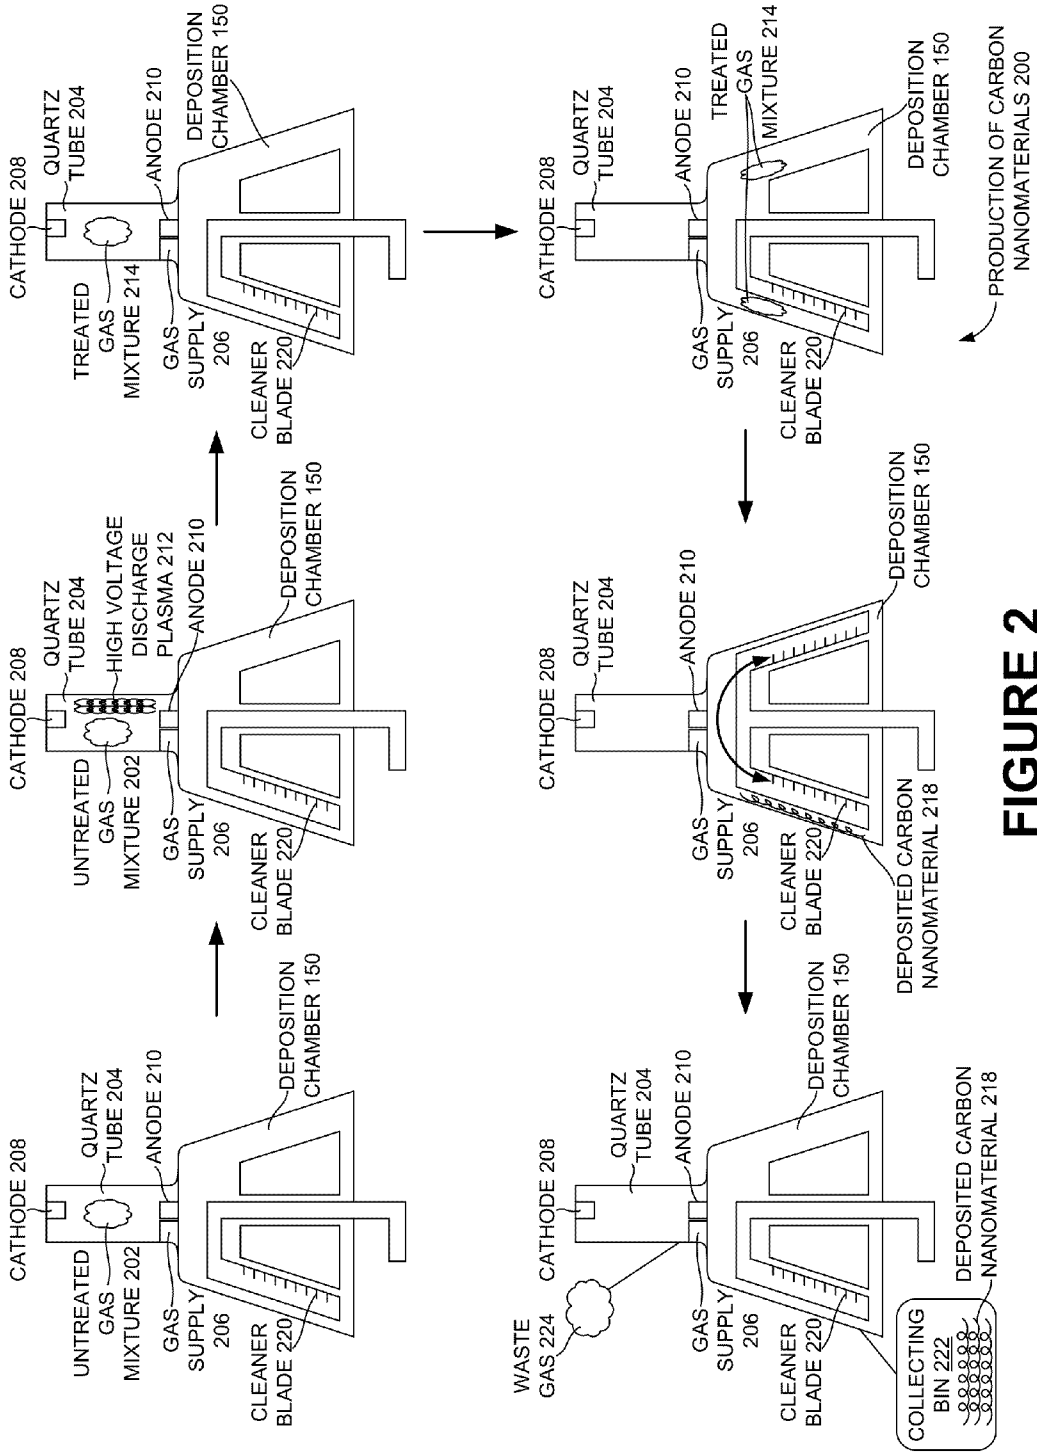 CATHODE 208
UNTREATED
GAS
MIXTURE 202
QUARTZ
TUBE 204
ANODE 210
GAS
SUPPLY
206
CLEANER
BLADE 220
DEPOSITION
CHAMBER 150
CATHODE 208
UNTREATED
GAS
MIXTURE 202
QUARTZ
TUBE 204
HIGH VOLTAGE
DISCHARGE
PLASMA 212
ANODE 210
GAS
SUPPLY
206
CLEANER
BLADE 220
DEPOSITION
CHAMBER 150
CATHODE 208
TREATED
GAS
MIXTURE 214
QUARTZ
TUBE 204
ANODE 210
GAS
SUPPLY
206
CLEANER
BLADE 220
DEPOSITION
CHAMBER 150
CATHODE 208
QUARTZ
TUBE 204
ANODE 210
TREATED
GAS
MIXTURE 214
GAS
SUPPLY
206
CLEANER
BLADE 220
DEPOSITION
CHAMBER 150
CATHODE 208
QUARTZ
TUBE 204
ANODE 210
GAS
SUPPLY
206
CLEANER
BLADE 220
DEPOSITION
CHAMBER 150
DEPOSITED CARBON
NANOMATERIAL 218
CATHODE 208
WASTE
GAS 224
QUARTZ
TUBE 204
ANODE 210
GAS
SUPPLY
206
CLEANER
BLADE 220
DEPOSITION
CHAMBER 150
COLLECTING
BIN 222
DEPOSITED CARBON
NANOMATERIAL 218
PRODUCTION OF CARBON
NANOMATERIALS 200
FIGURE 2